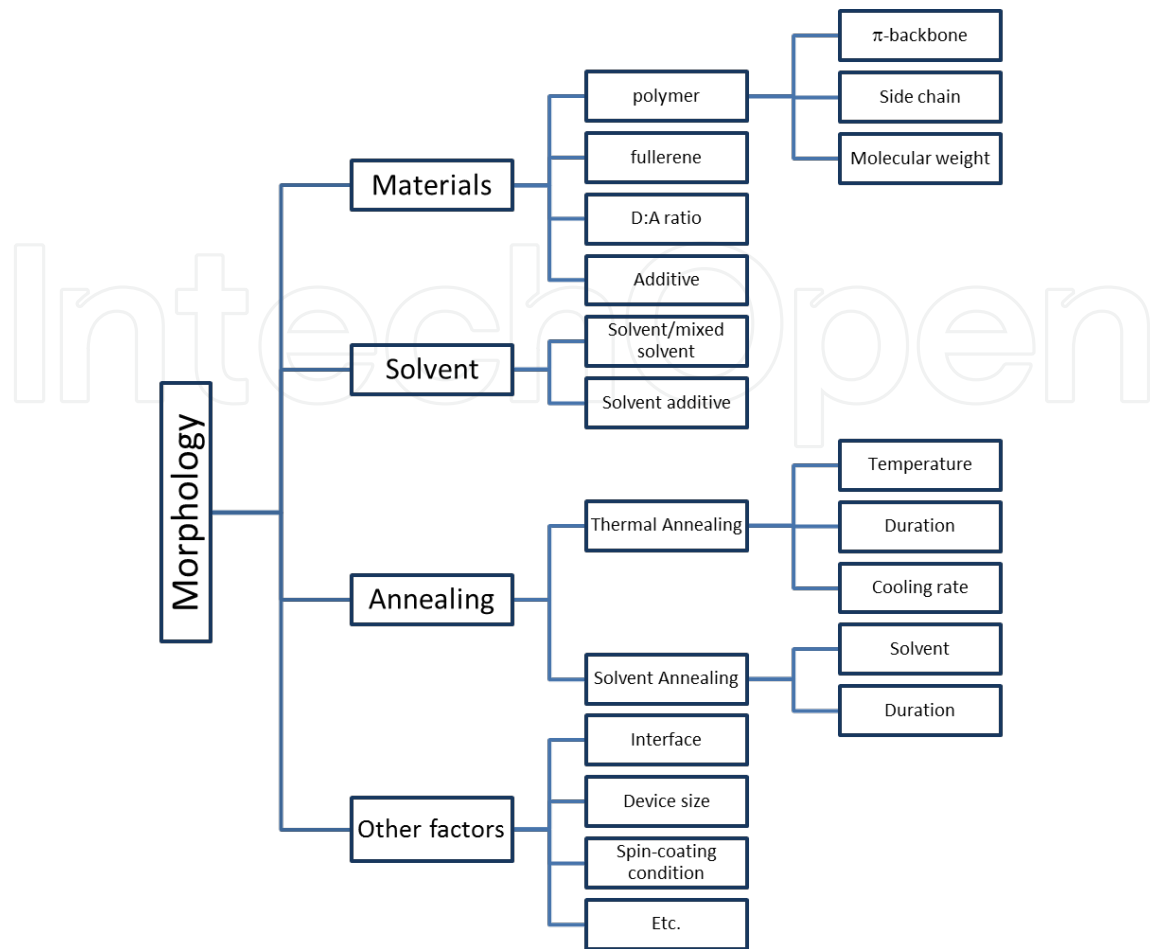 Morphology
Materials
polymer
π-backbone
Side chain
Molecular weight
fullerene
D:A ratio
Additive
Solvent
Solvent/mixed
solvent
Solvent additive
Annealing
Thermal Annealing
Temperature
Duration
Cooling rate
Solvent Annealing
Solvent
Duration
Other factors
Interface
Device size
Spin-coating
condition
Etc.
IntechOpen